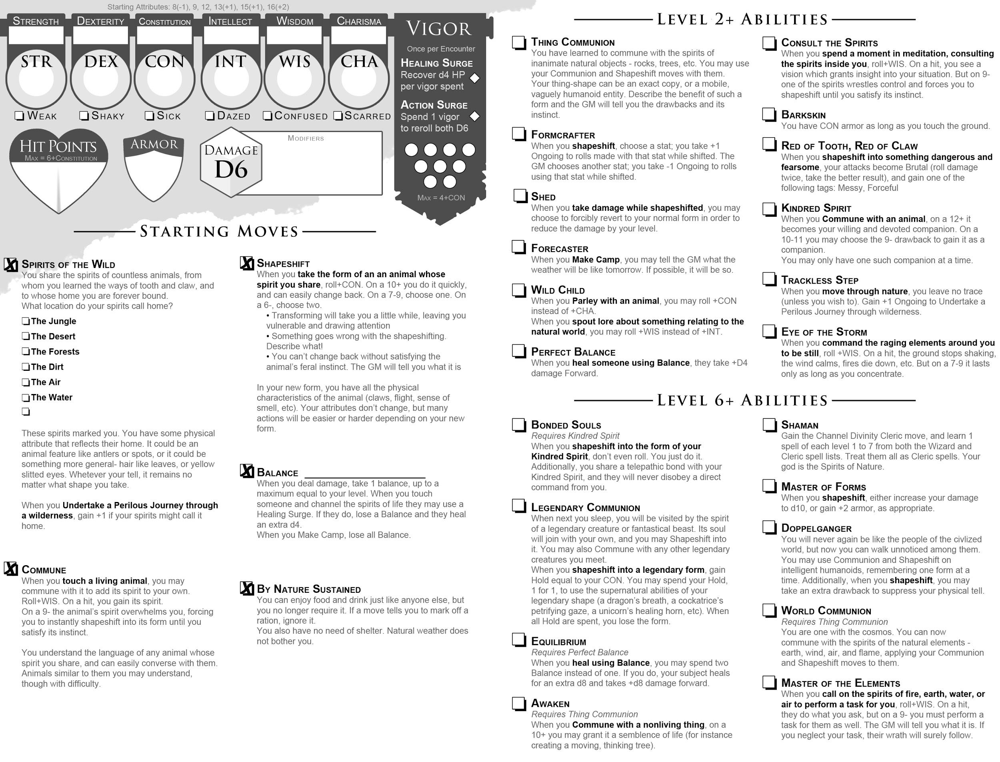 Starting Attributes: 8(-1), 9, 12, 13(+1), 15(+1), 16(+2)
Strength Dexterity Constitution Intellect Wisdom Charisma
STR DEX CON INT WIS CHA
Weak Shaky Sick Dazed Confused Scarred
Hit Points
Max = 6+Constitution
Armor
Damage
D6
Modifiers
Vigor
Once per Encounter
Healing Surge
Recover d4 HP
per vigor spent
Action Surge
Spend 1 vigor
to reroll both D6
Max = 4+CON
Starting Moves
X Spirits of the Wild
You share the spirits of countless animals, from
whom you learned the ways of tooth and claw, and
to whose home you are forever bound.
What location do your spirits call home?
The Jungle
The Desert
The Forests
The Dirt
The Air
The Water
These spirits marked you. You have some physical
attribute that reflects their home. It could be an
animal feature like antlers or spots, or it could be
something more general- hair like leaves, or yellow
slitted eyes. Whetever your tell, it remains no
matter what shape you take.
When you Undertake a Perilous Journey through
a wilderness, gain +1 if your spirits might call it
home.
X Commune
When you touch a living animal, you may
commune with it to add its spirit to your own.
Roll+WIS. On a hit, you gain its spirit.
On a 9- the animal's spirit overwhelms you, forcing
you to instantly shapeshift into its form until you
satisfy its instinct.
You understand the language of any animal whose
spirit you share, and can easily converse with them.
Animals similar to them you may understand,
though with difficulty.
X Shapeshift
When you take the form of an an animal whose
spirit you share, roll+CON. On a 10+ you do it quickly,
and can easily change back. On a 7-9, choose one. On
a 6-, choose two.
• Transforming will take you a little while, leaving you
vulnerable and drawing attention
• Something goes wrong with the shapeshifting.
Describe what!
• You can't change back without satisfying the
animal's feral instinct. The GM will tell you what it is
In your new form, you have all the physical
characteristics of the animal (claws, flight, sense of
smell, etc). Your attributes don't change, but many
actions will be easier or harder depending on your new
form.
X Balance
When you deal damage, take 1 balance, up to a
maximum equal to your level. When you touch
someone and channel the spirits of life they may use a
Healing Surge. If they do, lose a Balance and they heal
an extra d4.
When you Make Camp, lose all Balance.
X By Nature Sustained
You can enjoy food and drink just like anyone else, but
you no longer require it. If a move tells you to mark off a
ration, ignore it.
You also have no need of shelter. Natural weather does
not bother you.
Level 2+ Abilities
Thing Communion
You have learned to commune with the spirits of
inanimate natural objects - rocks, trees, etc. You may use
your Communion and Shapeshift moves with them.
Your thing-shape can be an exact copy, or a mobile,
vaguely humanoid entity. Describe the benefit of such a
form and the GM will tell you the drawbacks and its
instinct.
Formcrafter
When you shapeshift, choose a stat; you take +1
Ongoing to rolls made with that stat while shifted. The
GM chooses another stat; you take -1 Ongoing to rolls
using that stat while shifted.
Shed
When you take damage while shapeshifted, you may
choose to forcibly revert to your normal form in order to
reduce the damage by your level.
Forecaster
When you Make Camp, you may tell the GM what the
weather will be like tomorrow. If possible, it will be so.
Wild Child
When you Parley with an animal, you may roll +CON
instead of +CHA.
When you spout lore about something relating to the
natural world, you may roll +WIS instead of +INT.
Perfect Balance
When you heal someone using Balance, they take +D4
damage Forward.
Consult the Spirits
When you spend a moment in meditation, consulting
the spirits inside you, roll+WIS. On a hit, you see a
vision which grants insight into your situation. But on 9-
one of the spirits wrestles control and forces you to
shapeshift until you satisfy its instinct.
Barkskin
You have CON armor as long as you touch the ground.
Red of Tooth, Red of Claw
When you shapeshift into something dangerous and
fearsome, your attacks become Brutal (roll damage
twice, take the better result), and gain one of the
following tags: Messy, Forceful
Kindred Spirit
When you Commune with an animal, on a 12+ it
becomes your willing and devoted companion. On a
10-11 you may choose the 9- drawback to gain it as a
companion.
You may only have one such companion at a time.
Trackless Step
When you move through nature, you leave no trace
(unless you wish to). Gain +1 Ongoing to Undertake a
Perilous Journey through wilderness.
Eye of the Storm
When you command the raging elements around you
to be still, roll +WIS. On a hit, the ground stops shaking,
the wind calms, fires die down, etc. But on a 7-9 it lasts
only as long as you concentrate.
Level 6+ Abilities
Bonded Souls
Requires Kindred Spirit
When you shapeshift into the form of your
Kindred Spirit, don't even roll. You just do it.
Additionally, you share a telepathic bond with your
Kindred Spirit, and they will never disobey a direct
command from you.
Legendary Communion
When next you sleep, you will be visited by the spirit
of a legendary creature or fantastical beast. Its soul
will join with your own, and you may Shapeshift into
it. You may also Commune with any other legendary
creatures you meet.
When you shapeshift into a legendary form, gain
Hold equal to your CON. You may spend your Hold,
1 for 1, to use the supernatural abilities of your
legendary shape (a dragon's breath, a cockatrice's
petrifying gaze, a unicorn's healing horn, etc). When
all Hold are spent, you lose the form.
Equilibrium
Requires Perfect Balance
When you heal using Balance, you may spend two
Balance instead of one. If you do, your subject heals
for an extra d8 and takes +d8 damage forward.
Awaken
Requires Thing Communion
When you Commune with a nonliving thing, on a
10+ you may grant it a semblence of life (for instance
creating a moving, thinking tree).
Shaman
Gain the Channel Divinity Cleric move, and learn 1
spell of each level 1 to 7 from both the Wizard and
Cleric spell lists. Treat them all as Cleric spells. Your
god is the Spirits of Nature.
Master of Forms
When you shapeshift, either increase your damage
to d10, or gain +2 armor, as appropriate.
Doppelganger
You will never again be like the people of the civlized
world, but now you can walk unnoticed among them.
You may use Communion and Shapeshift on
intelligent humanoids, remembering one form at a
time. Additionally, when you shapeshift, you may
take an extra drawback to suppress your physical tell.
World Communion
Requires Thing Communion
You are one with the cosmos. You can now
commune with the spirits of the natural elements -
earth, wind, air, and flame, applying your Communion
and Shapeshift moves to them.
Master of the Elements
When you call on the spirits of fire, earth, water, or
air to perform a task for you, roll+WIS. On a hit,
they do what you ask, but on a 9- you must perform a
task for them as well. The GM will tell you what it is. If
you neglect your task, their wrath will surely follow.